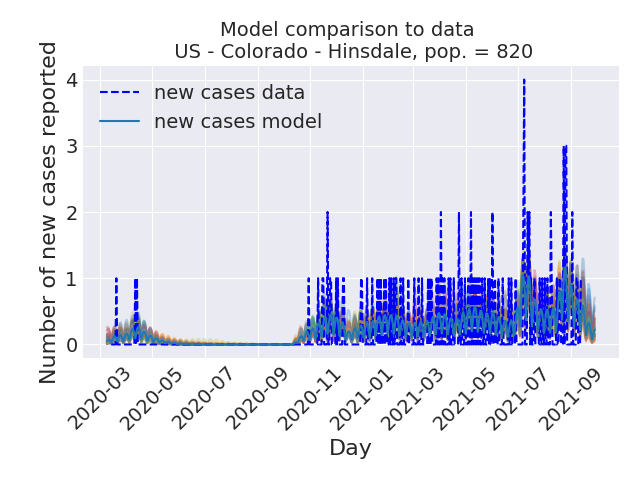 Model comparison to data
US - Colorado - Hinsdale, pop. = 820
new cases data
new cases model
Number of new cases reported
4
3
2
1
0
2020-03
2020-05
2020-07
2020-09
2020-11
2021-01
2021-03
2021-05
2021-07
2021-09
Day